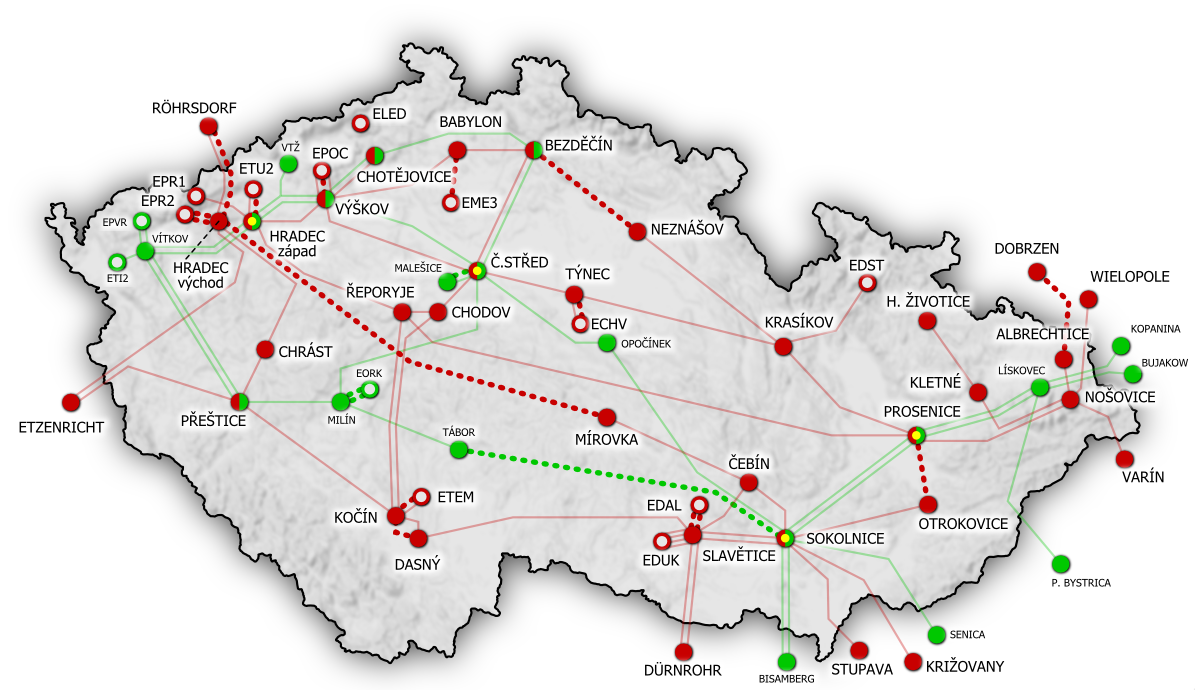 RÖHRSDORF
ELED
BABYLON
VTŽ
EPOC
BEZDĚČÍN
EPR1
ETU2
CHOTĚJOVICE
EPR2
EME3
VÝŠKOV
EPVR
NEZNÁŠOV
VÍTKOV
HRADEC
západ
DOBRZEN
ETI2
HRADEC
východ
MALEŠICE
Č.STŘED
TÝNEC
EDST
WIELOPOLE
ŘEPORYJE
H. ŽIVOTICE
CHODOV
ECHV
KRASÍKOV
ALBRECHTICE
KOPANINA
OPOČÍNEK
CHRÁST
LÍSKOVEC
BUJAKOW
EORK
KLETNÉ
NOŠOVICE
ETZENRICHT
PŘEŠTICE
MILÍN
MÍROVKA
PROSENICE
TÁBOR
ČEBÍN
VARÍN
ETEM
EDAL
KOČÍN
OTROKOVICE
DASNÝ
EDUK
SLAVĚTICE
SOKOLNICE
P. BYSTRICA
SENICA
DÜRNROHR
BISAMBERG
STUPAVA
KRIŽOVANY